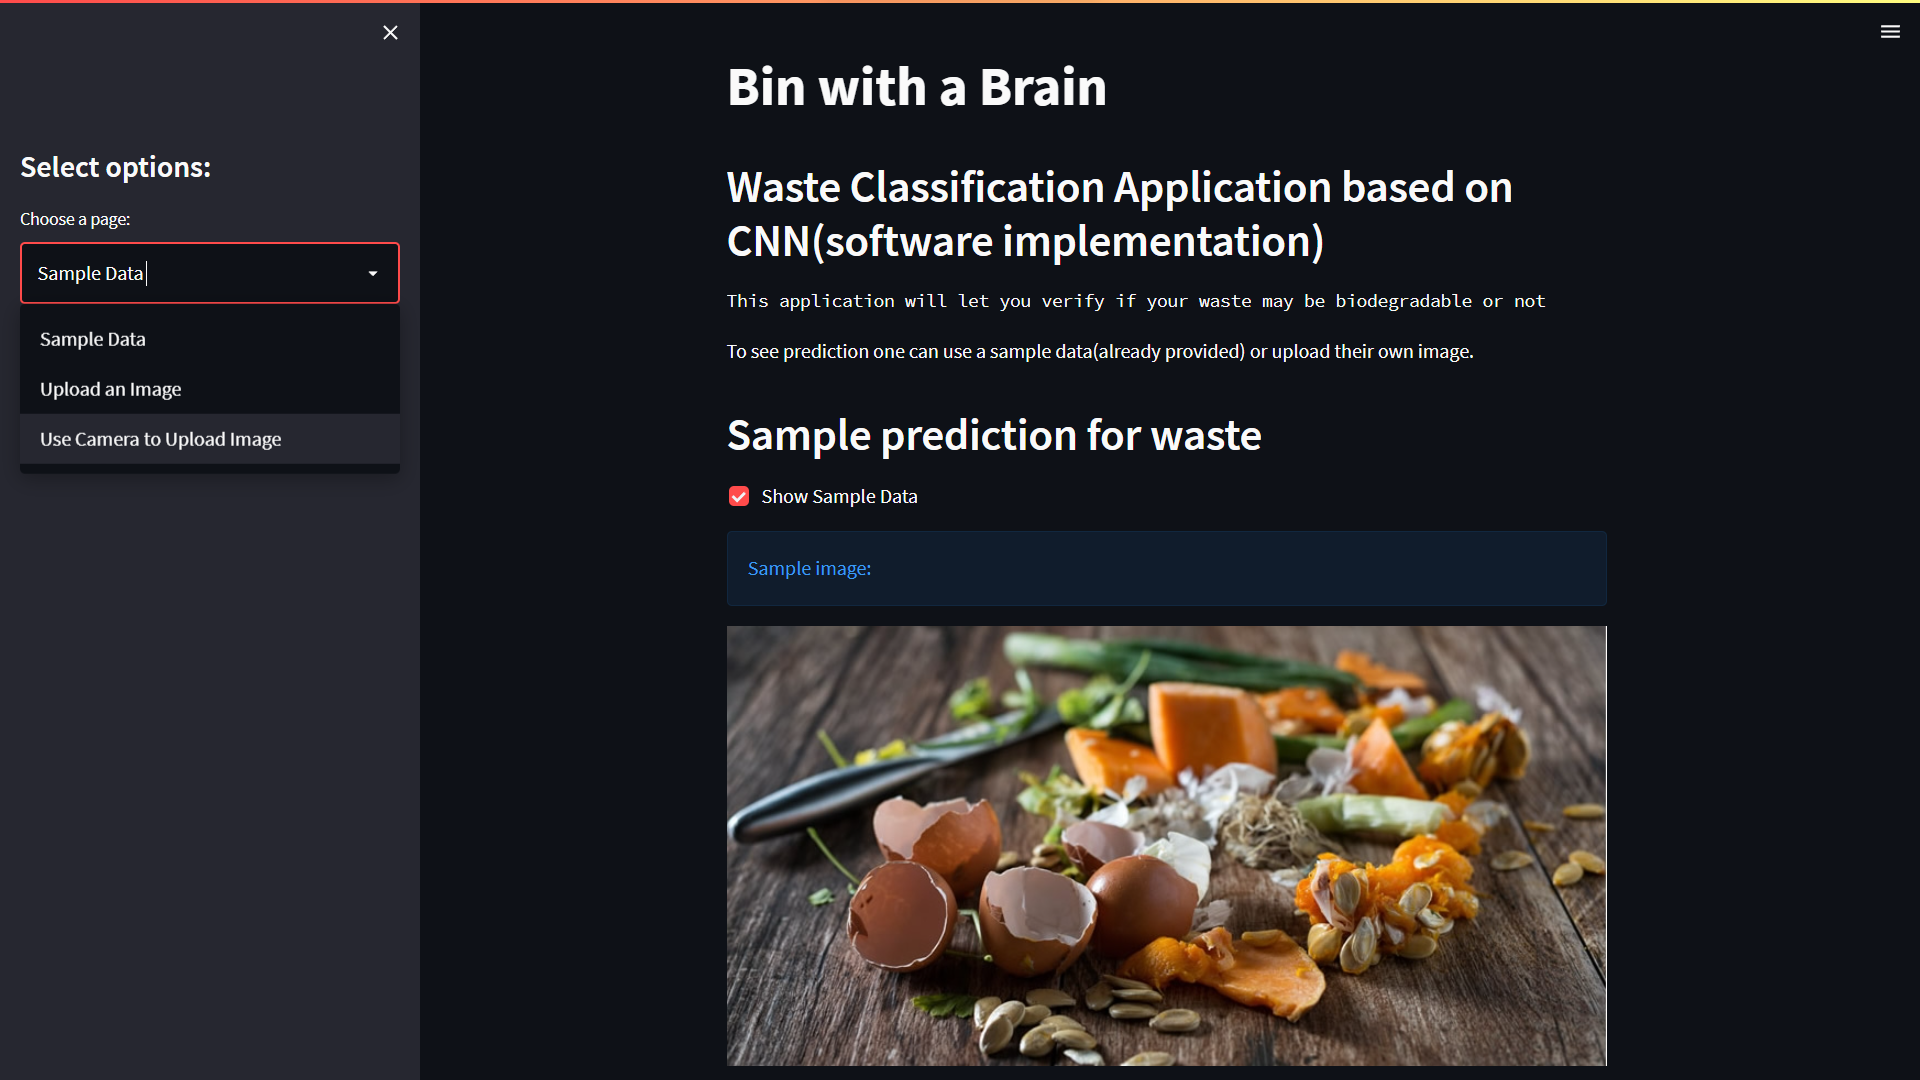 Select options:
Choose a page:
Sample Data
Sample Data
Upload an Image
Use Camera to Upload Image
Bin with a Brain
Waste Classification Application based on
CNN(software implementation)
This application will let you verify if your waste may be biodegradable or not
To see prediction one can use a sample data(already provided) or upload their own image.
Sample prediction for waste
Show Sample Data
Sample image: